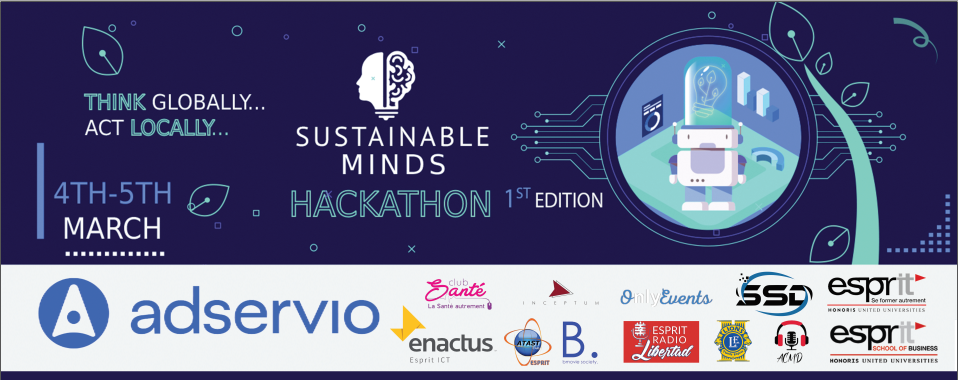 THINK GLOBALLY...
ACT LOCALLY...
4TH-5TH
MARCH
SUSTAINABLE
MINDS
HACKATHON
1ST EDITION
adservio
club
Santé
La Santé autrement
INCEPTUM
OnlyEvents
SSD
esprit
Se former autrement
HONORIS UNITED UNIVERSITIES
enactus
Esprit ICT
ATAST
ESPRIT
B.
ESPRIT
RADIO
Libertad
LIONS
ACMD
esprit
SCHOOL OF BUSINESS
HONORIS UNITED UNIVERSITIES